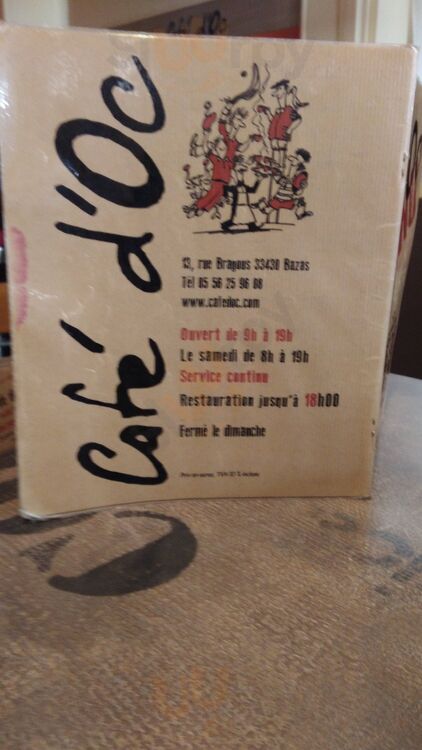 Café d'Oc
13, rue Bragous 33430 Bazas
Tél 05 56 25 96 08
www.cafedoc.com
Ouvert de 9h à 19h
Le samedi de 8h à 19h
Service continu
Restauration jusqu'à 18h00
Fermé le dimanche